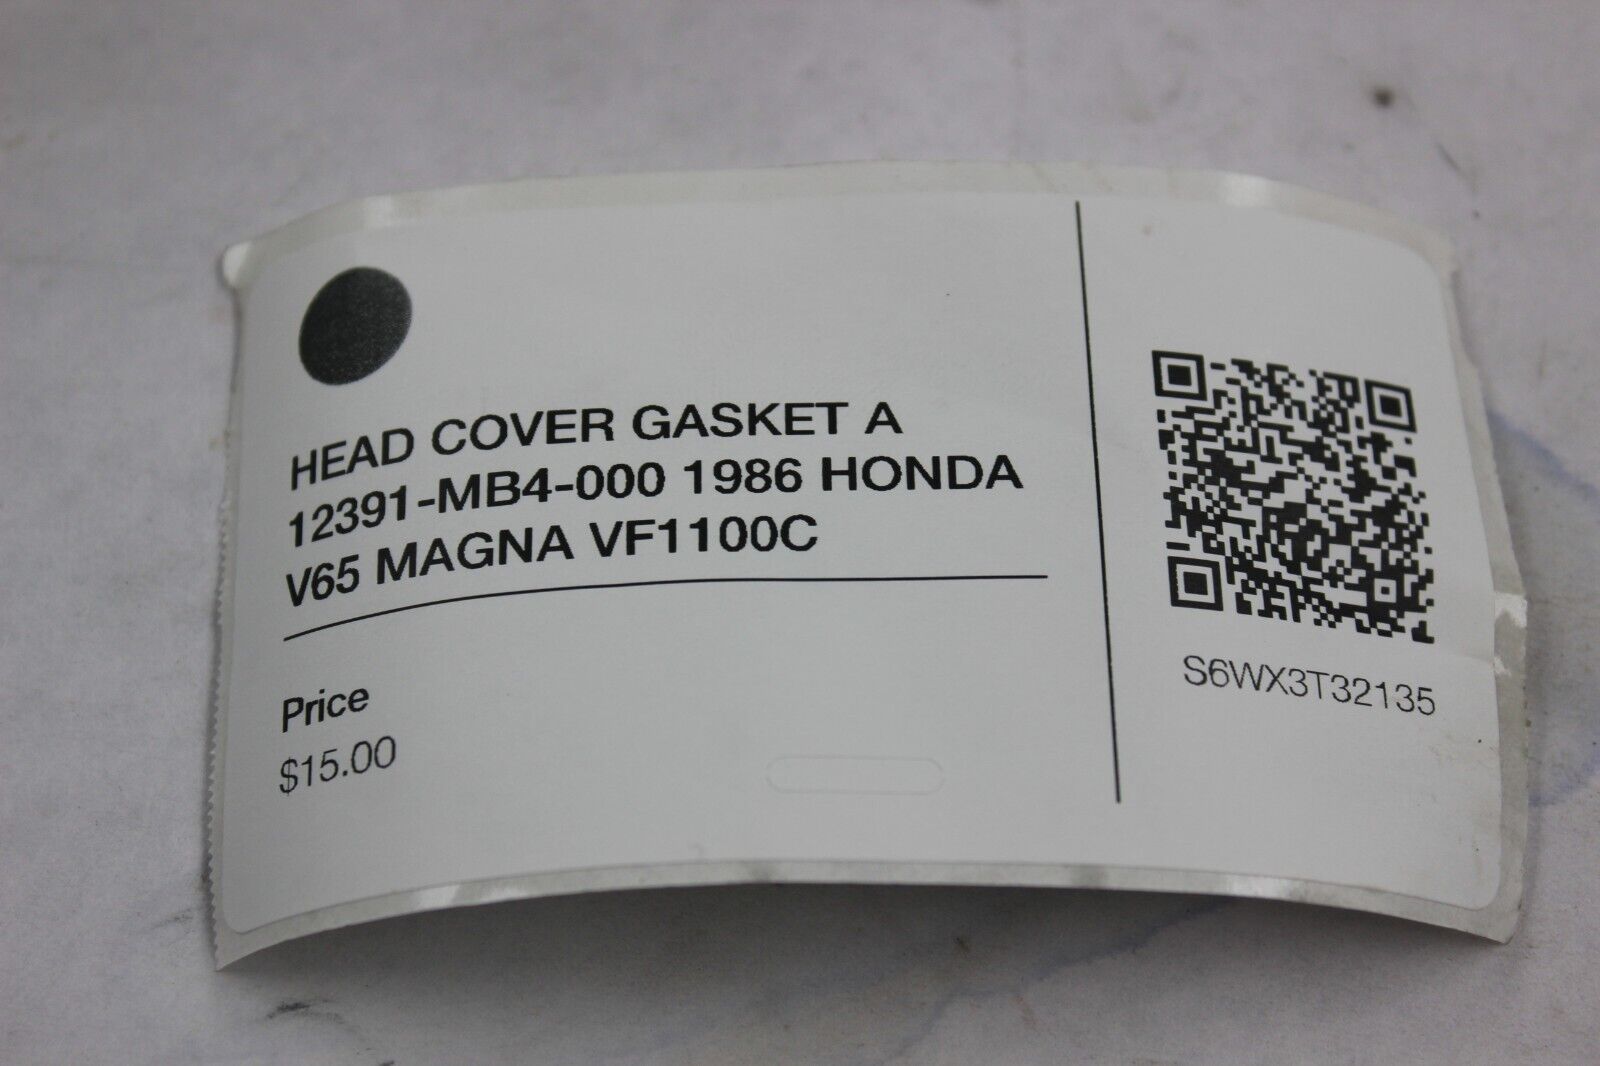 HEAD COVER GASKET A
12391-MB4-000 1986 HONDA
V65 MAGNA VF1100C
Price
$15.00
S6WX3T32135